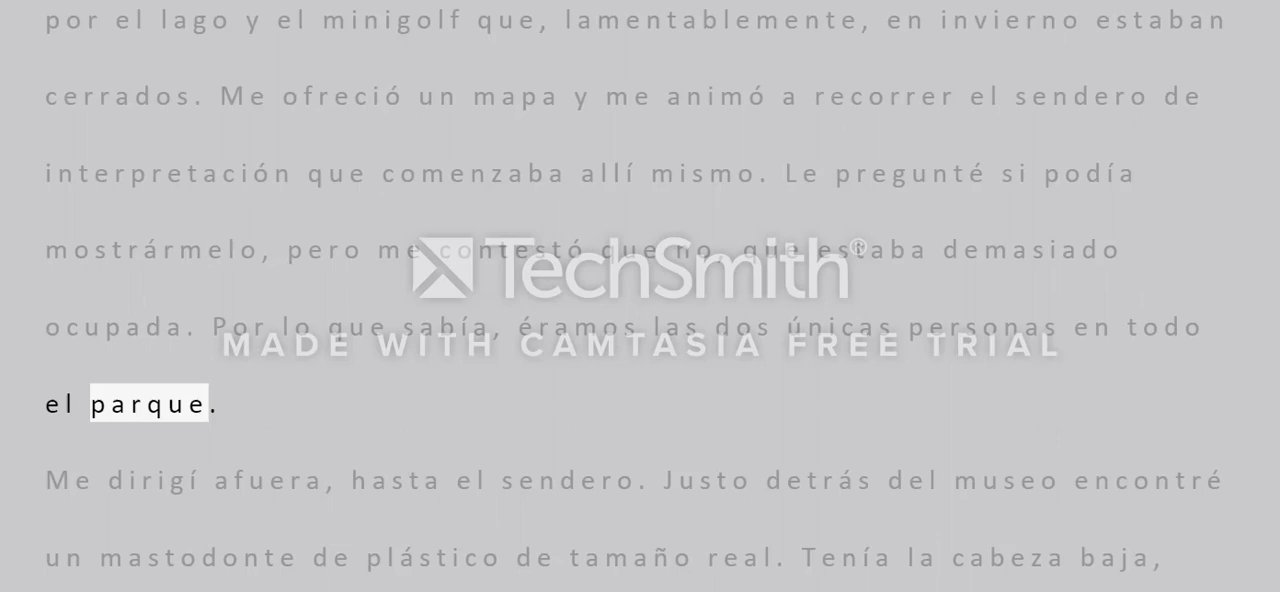 por el lago y el minigolf que, lamentablemente, en invierno estaban
cerrados. Me ofreció un mapa y me animó a recorrer el sendero de
interpretación que comenzaba allí mismo. Le pregunté si podía
mostrármelo, pero me contestó que no, que estaba demasiado
TechSmith®
ocupada. Por lo que sabía, éramos las dos únicas personas en todo
MADE WITH CAMTASIA FREE TRIAL
el parque.
Me dirigí afuera, hasta el sendero. Justo detrás del museo encontré
un mastodonte de plástico de tamaño real. Tenía la cabeza baja,